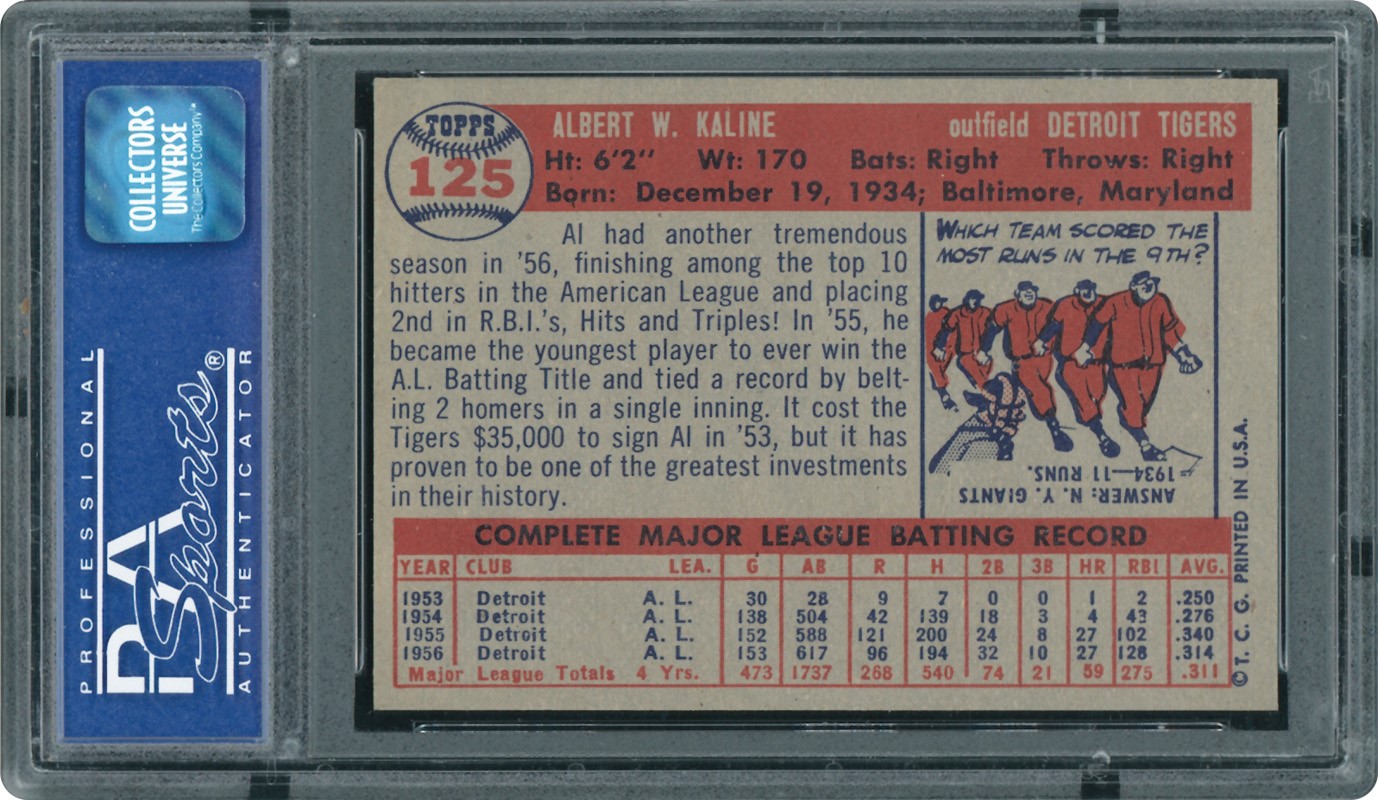 COLLECTORS
UNIVERSE
The Collectors Company™
PROFESSIONAL
PSA
Sports®
AUTHENTICATOR
TOPPS
125
ALBERT W. KALINE outfield DETROIT TIGERS
Ht: 6'2" Wt: 170 Bats: Right Throws: Right
Born: December 19, 1934; Baltimore, Maryland
Al had another tremendous
season in '56, finishing among the top 10
hitters in the American League and placing
2nd in R.B.I.'s, Hits and Triples! In '55, he
became the youngest player to ever win the
A.L. Batting Title and tied a record by belt-
ing 2 homers in a single inning. It cost the
Tigers $35,000 to sign Al in '53, but it has
proven to be one of the greatest investments
in their history.
WHICH TEAM SCORED THE
MOST RUNS IN THE 9TH?
ANSWER: N. Y. GIANTS
1934—11 RUNS.
COMPLETE MAJOR LEAGUE BATTING RECORD
YEAR CLUB LEA. G AB R H 2B 3B HR RBI AVG.
1953 Detroit A. L. 30 28 9 7 0 0 1 2 .250
1954 Detroit A. L. 138 504 42 139 18 3 4 43 .276
1955 Detroit A. L. 152 588 121 200 24 8 27 102 .340
1956 Detroit A. L. 153 617 96 194 32 10 27 128 .314
Major League Totals 4 Yrs. 473 1737 268 540 74 21 59 275 .311
©T. C. G. PRINTED IN U.S.A.